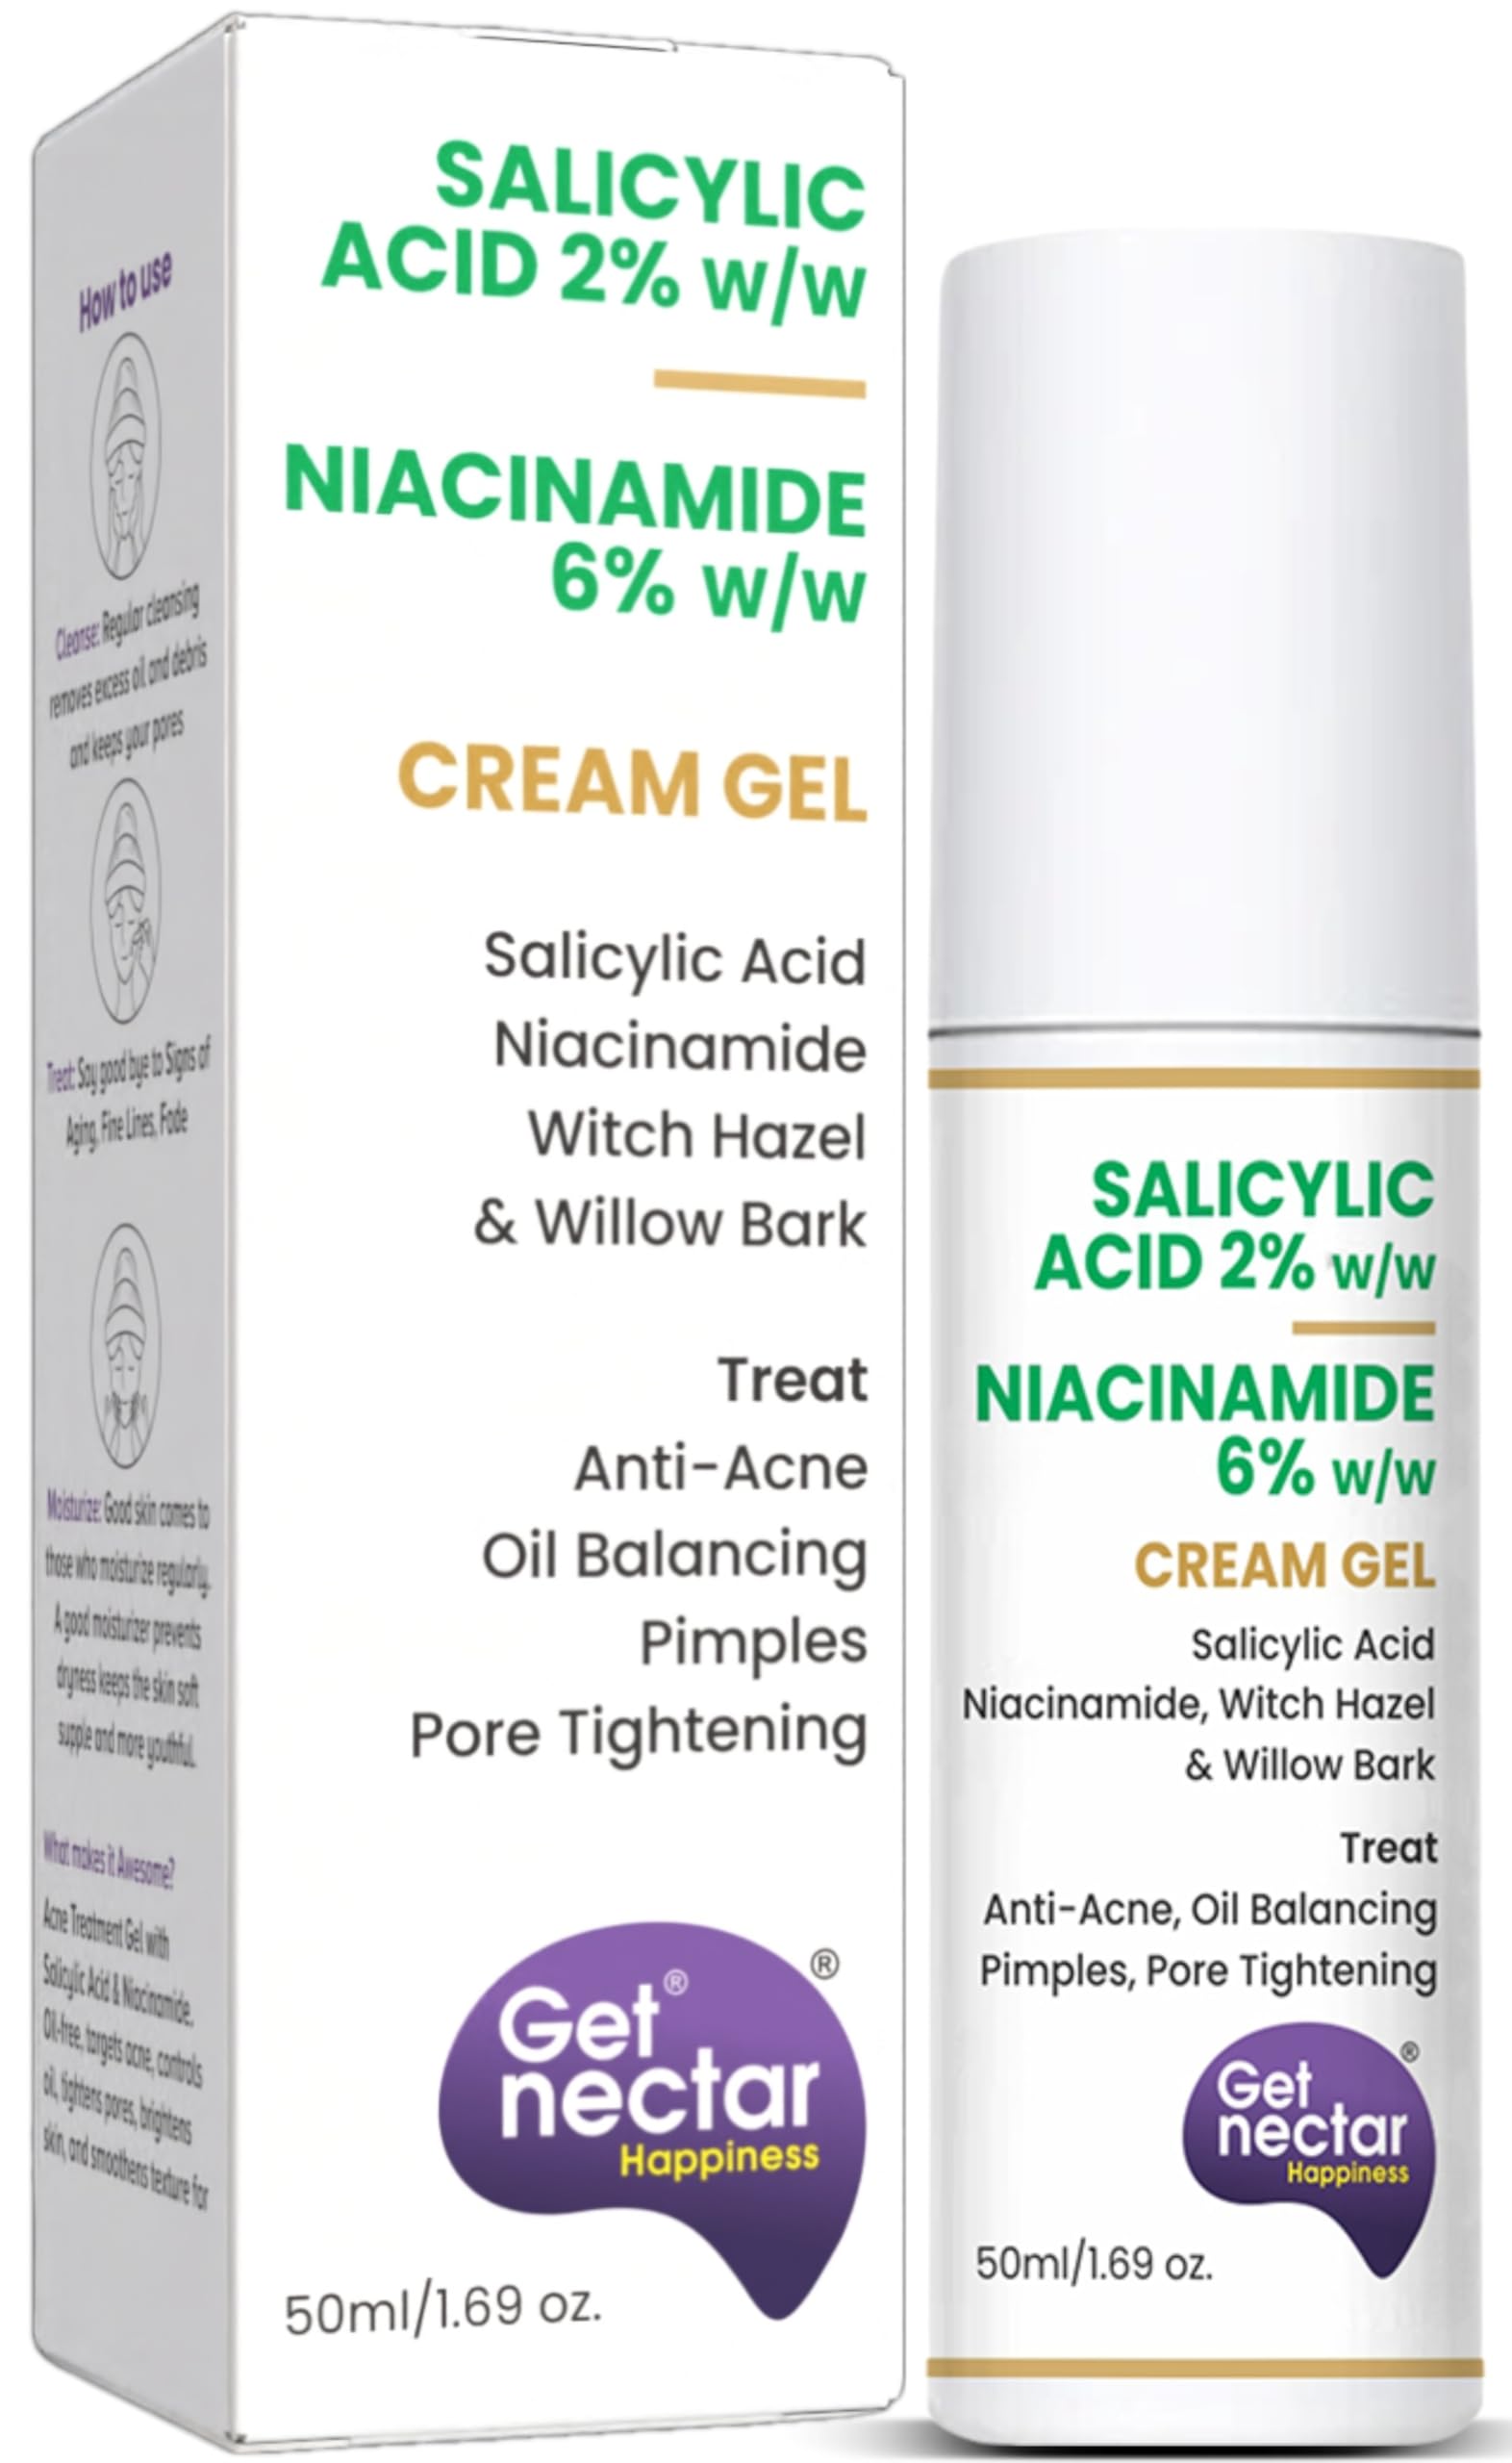 How to use
Cleanse: Regular cleansing
removes excess oil and debris
and keeps your pores
Treat: Say good bye to Signs of
Aging, Fine Lines, Fade
Moisturize: Good skin comes to
those who moisturize regularly.
A good moisturizer prevents
dryness keeps the skin soft
supple and more youthful.
What makes it Awesome?
Acne Treatment Gel with
Salicylic Acid & Niacinamide.
Oil-free, targets acne, controls
oil, tightens pores, brightens
skin, and smoothens texture for
SALICYLIC
ACID 2% w/w
NIACINAMIDE
6% w/w
CREAM GEL
Salicylic Acid
Niacinamide
Witch Hazel
& Willow Bark
Treat
Anti-Acne
Oil Balancing
Pimples
Pore Tightening
®
Get®
nectar
Happiness
50ml/1.69 oz.
SALICYLIC
ACID 2% w/w
NIACINAMIDE
6% w/w
CREAM GEL
Salicylic Acid
Niacinamide, Witch Hazel
& Willow Bark
Treat
Anti-Acne, Oil Balancing
Pimples, Pore Tightening
®
Get
nectar
Happiness
50ml/1.69 oz.